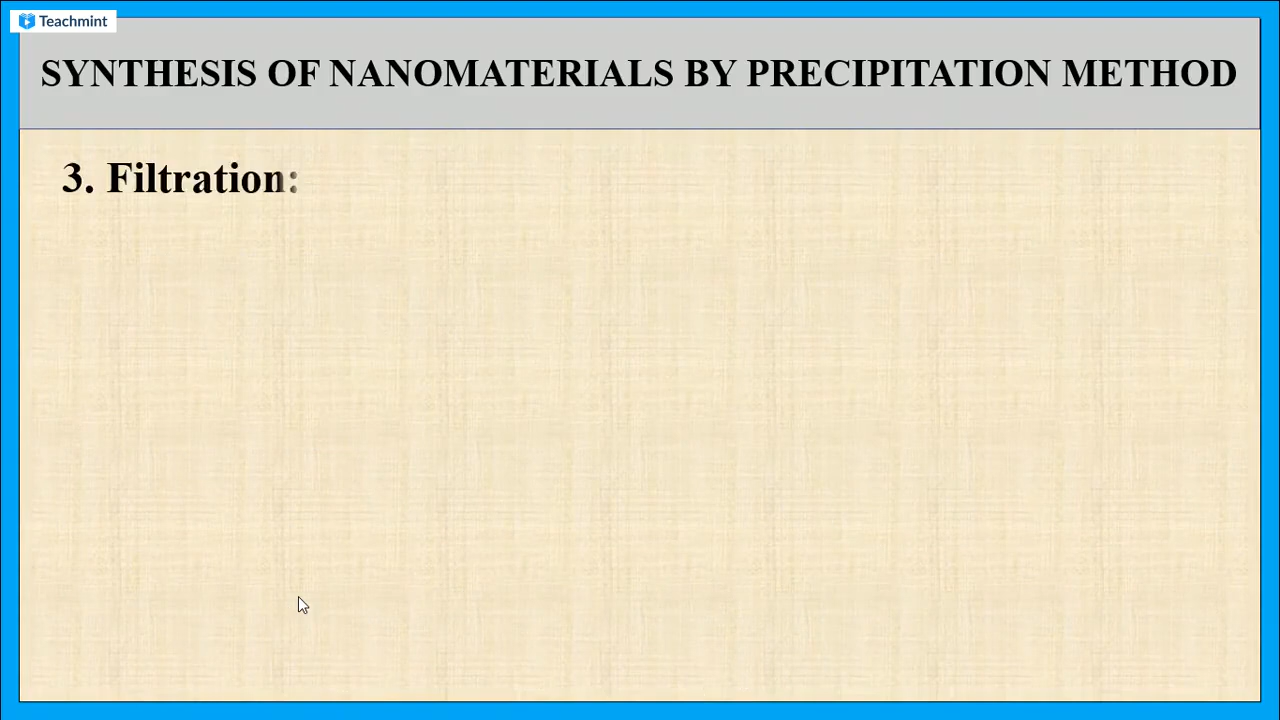 Teachmint
SYNTHESIS OF NANOMATERIALS BY PRECIPITATION METHOD
3. Filtration: